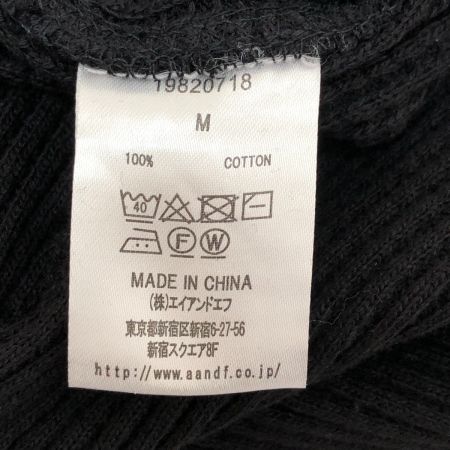 19820718
M
100% COTTON
40
F W
MADE IN CHINA
(株)エイアンドエフ
東京都新宿区新宿6-27-56
新宿スクエア8F
http://www.aandf.co.jp/